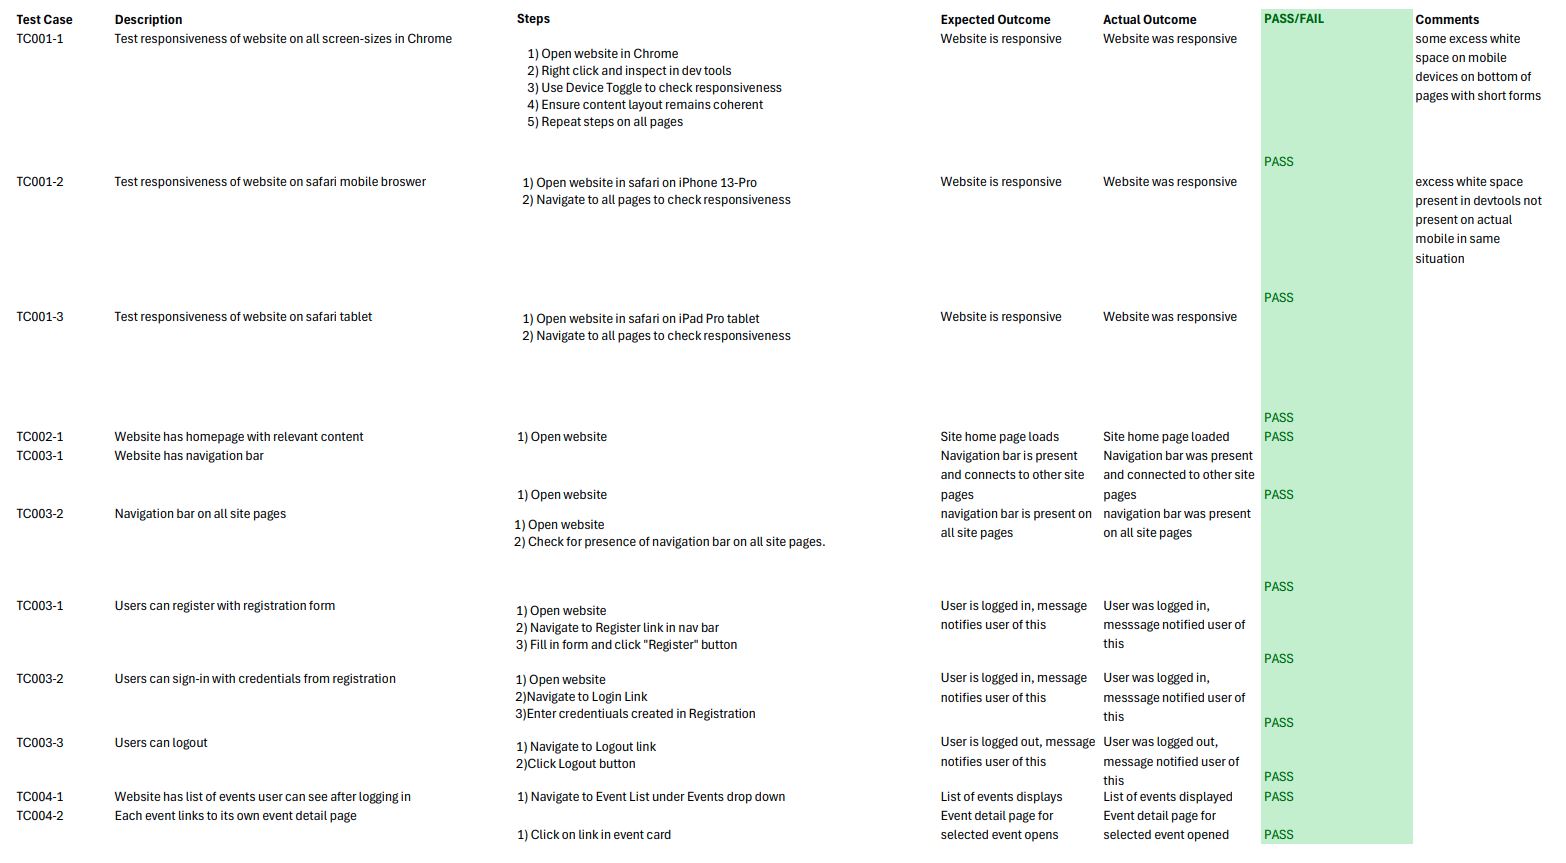 Test Case Description Steps Expected Outcome Actual Outcome PASS/FAIL Comments
TC001-1 Test responsiveness of website on all screen-sizes in Chrome Website is responsive Website was responsive some excess white
1) Open website in Chrome space on mobile
2) Right click and inspect in dev tools devices on bottom of
3) Use Device Toggle to check responsiveness pages with short forms
4) Ensure content layout remains coherent
5) Repeat steps on all pages
PASS
TC001-2 Test responsiveness of website on safari mobile broswer 1) Open website in safari on iPhone 13-Pro Website is responsive Website was responsive excess white space
2) Navigate to all pages to check responsiveness present in devtools not
present on actual
mobile in same
situation
PASS
TC001-3 Test responsiveness of website on safari tablet 1) Open website in safari on iPad Pro tablet Website is responsive Website was responsive
2) Navigate to all pages to check responsiveness
PASS
TC002-1 Website has homepage with relevant content 1) Open website Site home page loads Site home page loaded PASS
TC003-1 Website has navigation bar Navigation bar is present Navigation bar was present
and connects to other site and connected to other site
1) Open website pages pages PASS
TC003-2 Navigation bar on all site pages navigation bar is present on navigation bar was present
1) Open website all site pages on all site pages
2) Check for presence of navigation bar on all site pages.
PASS
TC003-1 Users can register with registration form 1) Open website User is logged in, message User was logged in,
2) Navigate to Register link in nav bar notifies user of this messsage notified user of
3) Fill in form and click "Register" button this
PASS
TC003-2 Users can sign-in with credentials from registration 1) Open website User is logged in, message User was logged in,
2)Navigate to Login Link notifies user of this messsage notified user of
3)Enter credentiuals created in Registration this
PASS
TC003-3 Users can logout 1) Navigate to Logout link User is logged out, message User was logged out,
2)Click Logout button notifies user of this message notified user of
this PASS
TC004-1 Website has list of events user can see after logging in 1) Navigate to Event List under Events drop down List of events displays List of events displayed PASS
TC004-2 Each event links to its own event detail page Event detail page for Event detail page for
1) Click on link in event card selected event opens selected event opened PASS